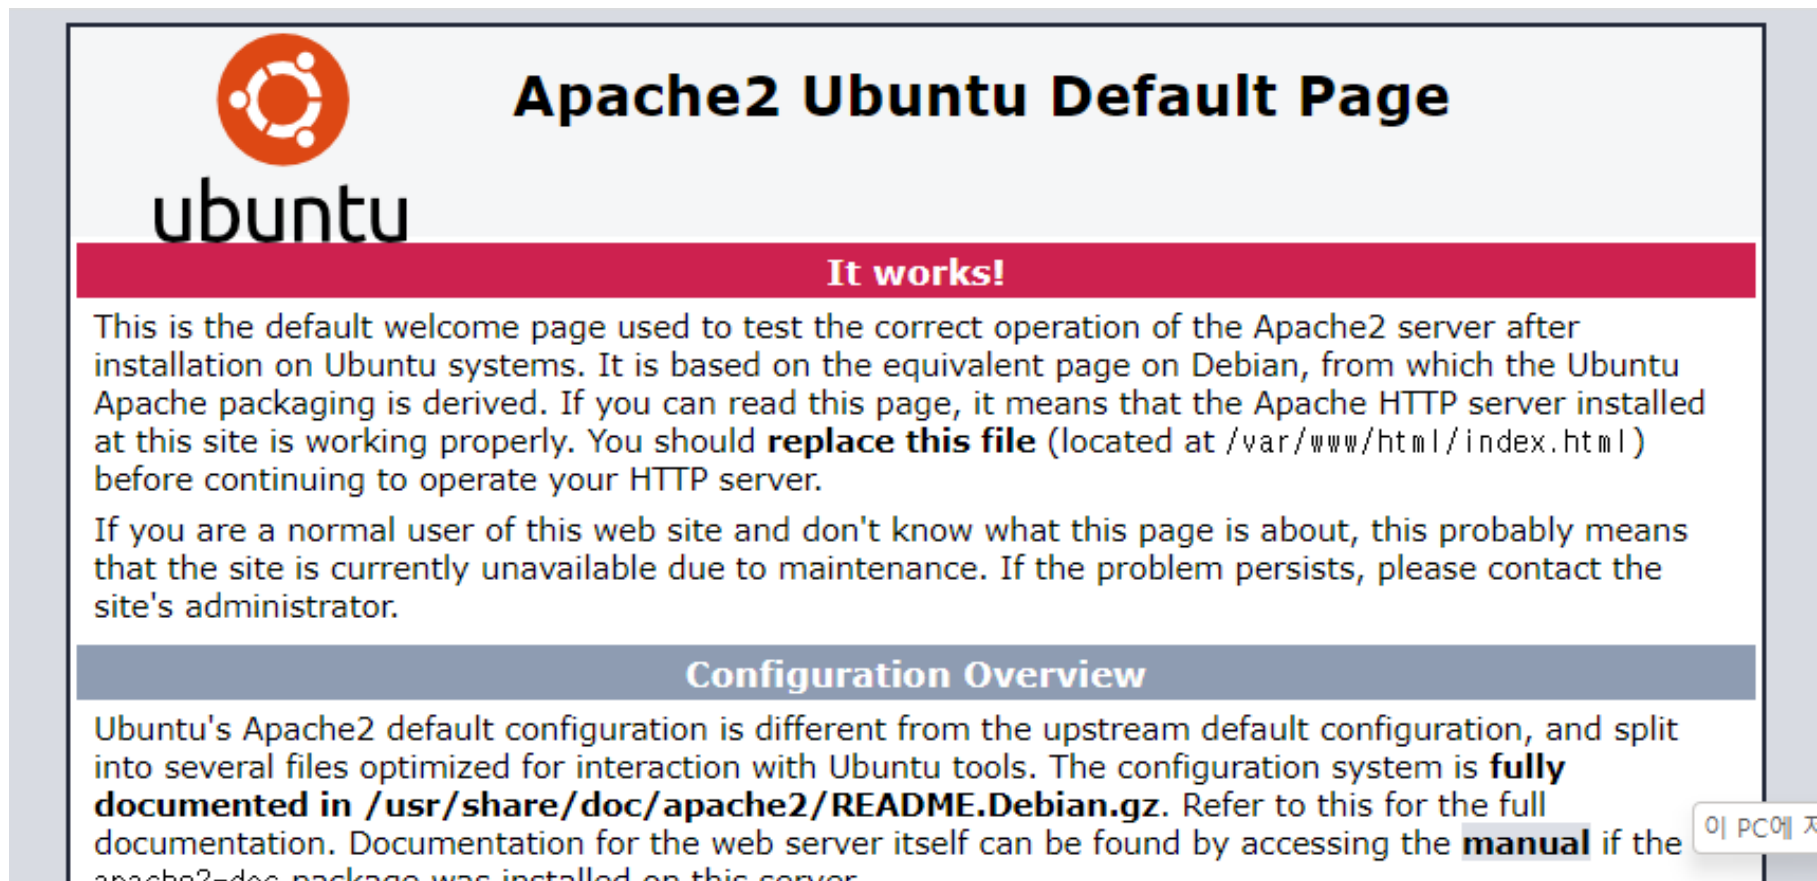 Apache2 Ubuntu Default Page
ubuntu
It works!
This is the default welcome page used to test the correct operation of the Apache2 server after
installation on Ubuntu systems. It is based on the equivalent page on Debian, from which the Ubuntu
Apache packaging is derived. If you can read this page, it means that the Apache HTTP server installed
at this site is working properly. You should replace this file (located at /var/www/html/index.html)
before continuing to operate your HTTP server.
If you are a normal user of this web site and don't know what this page is about, this probably means
that the site is currently unavailable due to maintenance. If the problem persists, please contact the
site's administrator.
Configuration Overview
Ubuntu's Apache2 default configuration is different from the upstream default configuration, and split
into several files optimized for interaction with Ubuntu tools. The configuration system is fully
documented in /usr/share/doc/apache2/README.Debian.gz. Refer to this for the full
documentation. Documentation for the web server itself can be found by accessing the manual if the
이 PC에
apache2-doc package was installed on this server.